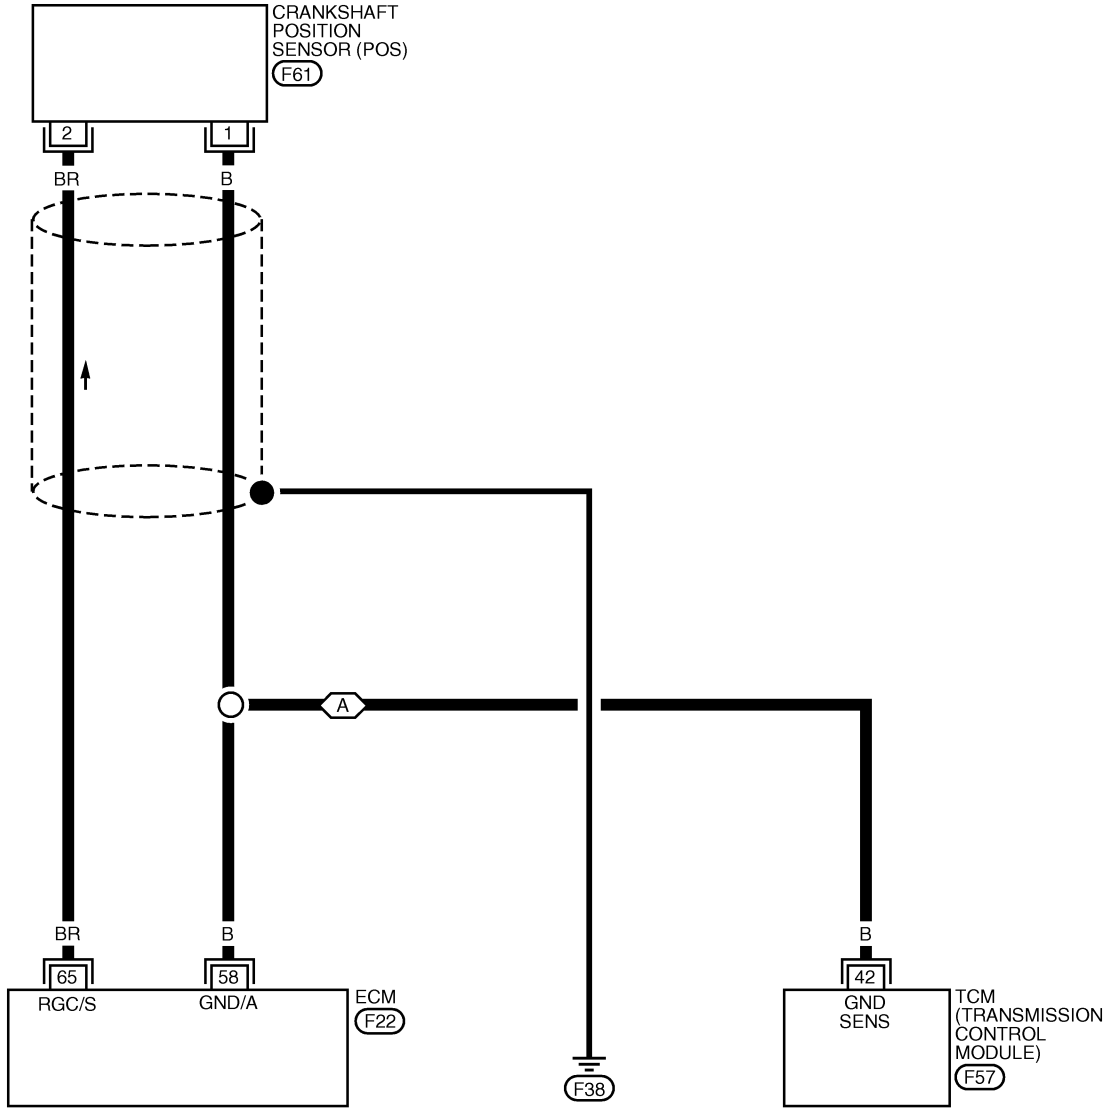 CRANKSHAFT
POSITION
SENSOR (POS)
F61
2
1
BR
B
A
BR
B
B
65
58
42
RGC/S
GND/A
ECM
F22
GND
SENS
TCM
(TRANSMISSION
CONTROL
MODULE)
F57
F38